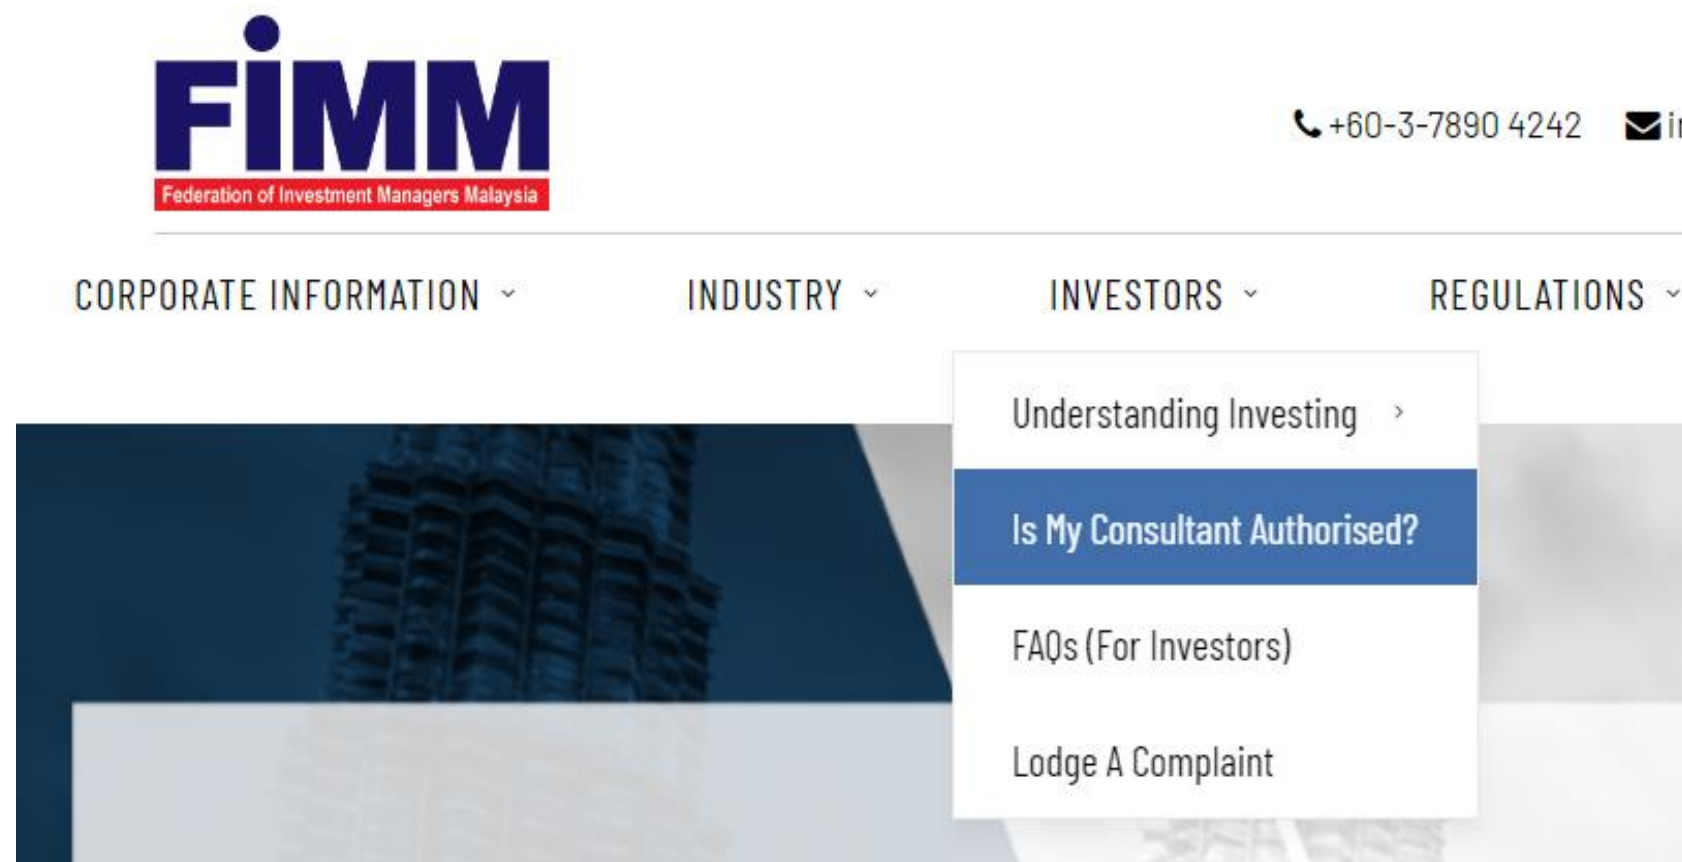 FiMM
Federation of Investment Managers Malaysia
+60-3-7890 4242
CORPORATE INFORMATION
INDUSTRY
INVESTORS
REGULATIONS
Understanding Investing
Is My Consultant Authorised?
FAQs (For Investors)
Lodge A Complaint